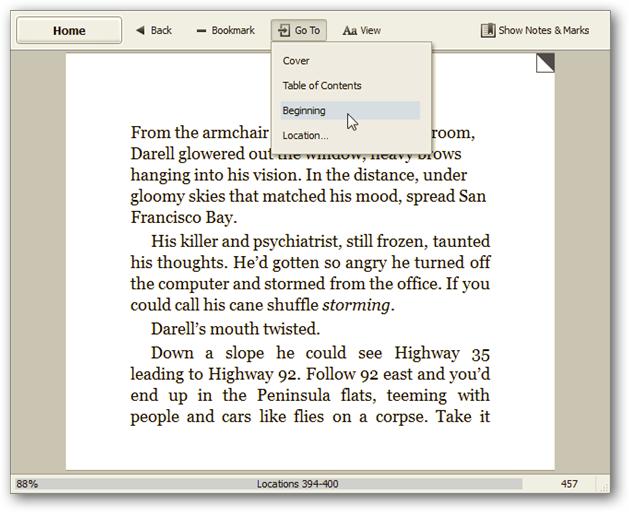 Home Back Bookmark Go To Aa View Show Notes & Marks
Cover
Table of Contents
Beginning
Location...
From the armchair room,
Darell glowered out the window, heavy brows
hanging into his vision. In the distance, under
gloomy skies that matched his mood, spread San
Francisco Bay.
His killer and psychiatrist, still frozen, taunted
his thoughts. He’d gotten so angry he turned off
the computer and stormed from the office. If you
could call his cane shuffle storming.
Darell’s mouth twisted.
Down a slope he could see Highway 35
leading to Highway 92. Follow 92 east and you’d
end up in the Peninsula flats, teeming with
people and cars like flies on a corpse. Take it
88% Locations 394-400 457